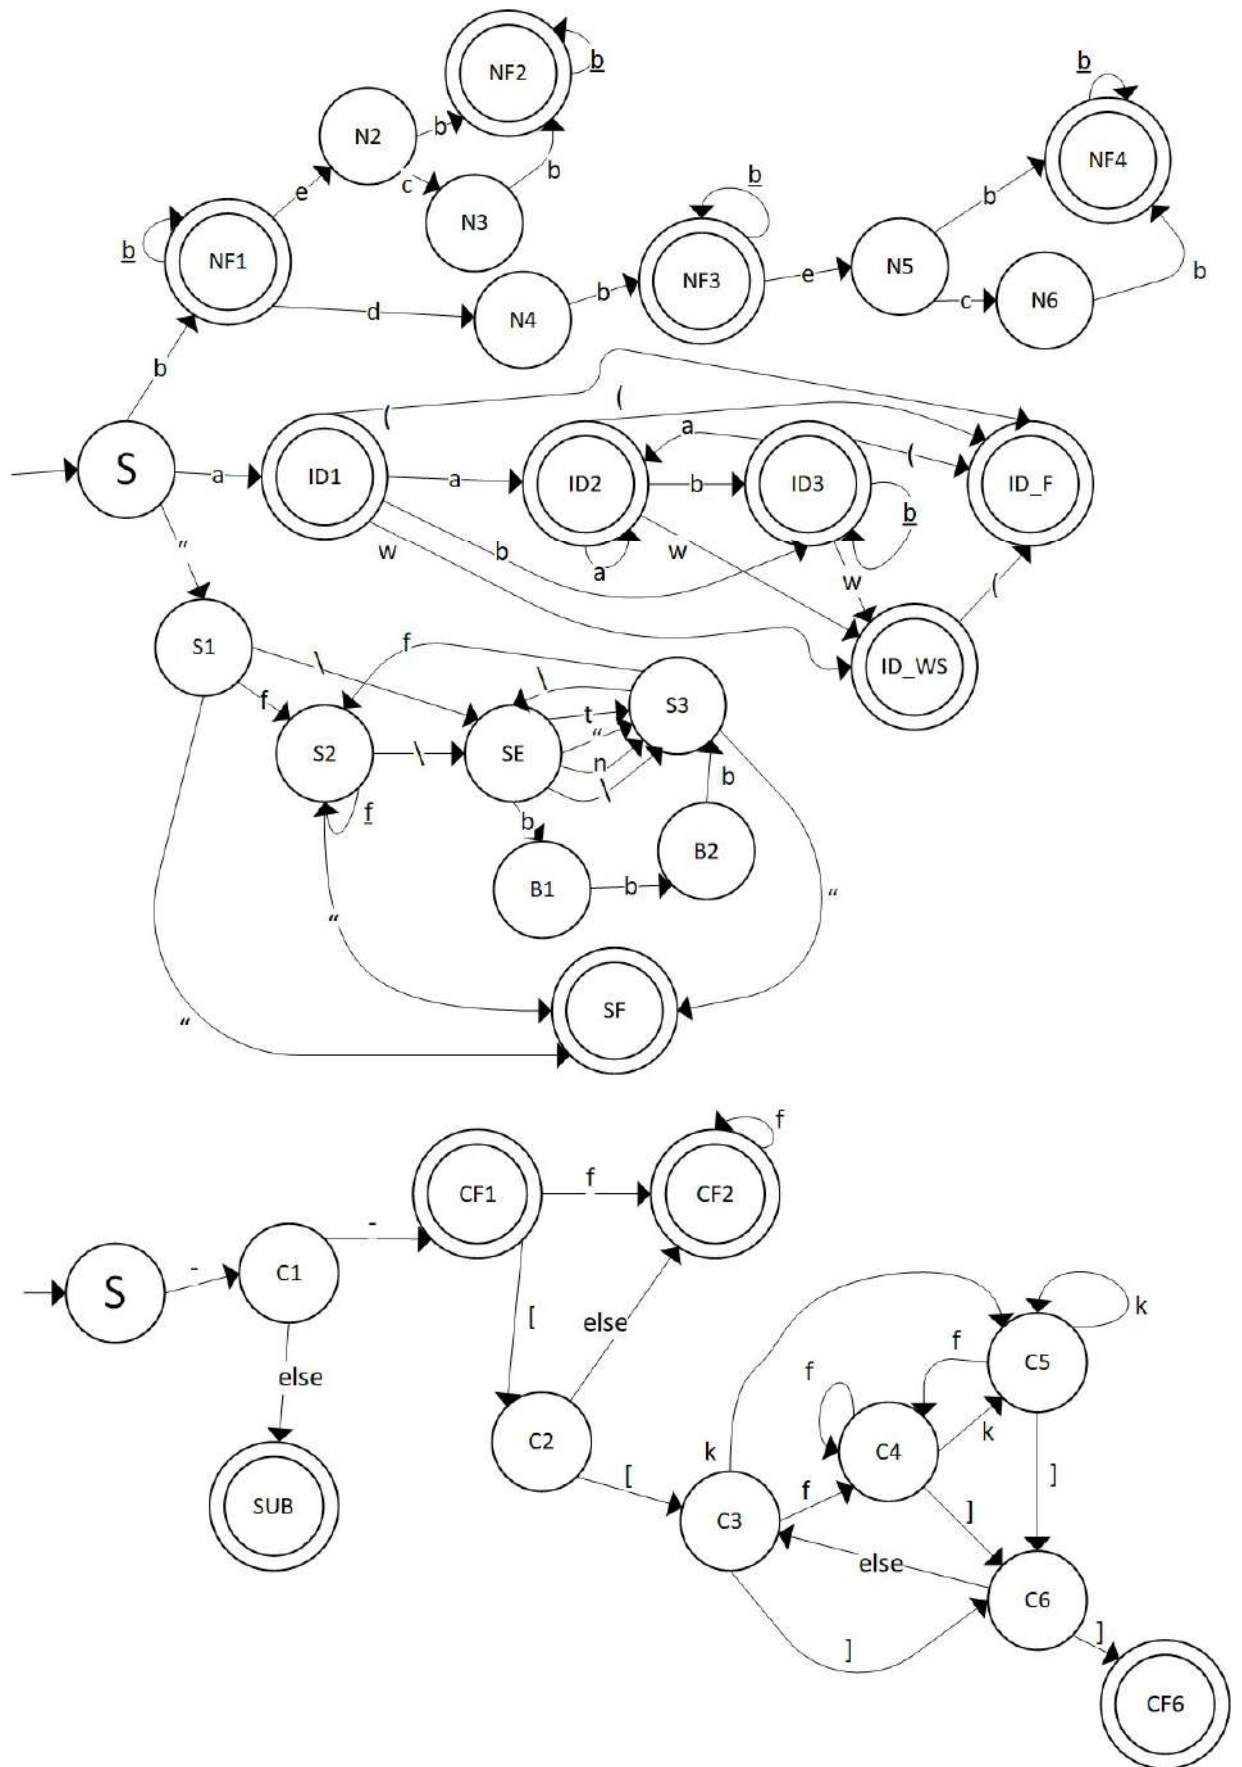 NF2
b
b
NF4
N2
b
c
b
e
N3
b
b
b
NF1
NF3
e
N5
c
N6
b
d
N4
b
b
(
(
S
a
ID1
a
ID2
a
b
ID3
(
ID_F
b
a
w
b
w
w
(
“
S1
\
f
f
ID_WS
\
S3
S2
\
SE
t
“
n
\
b
f
b
B1
b
B2
“
“
SF
“
CF1
f
CF2
f
S
-
C1
-
[
else
else
C2
[
k
f
C5
k
f
C4
k
SUB
C3
f
]
]
else
C6
]
]
CF6